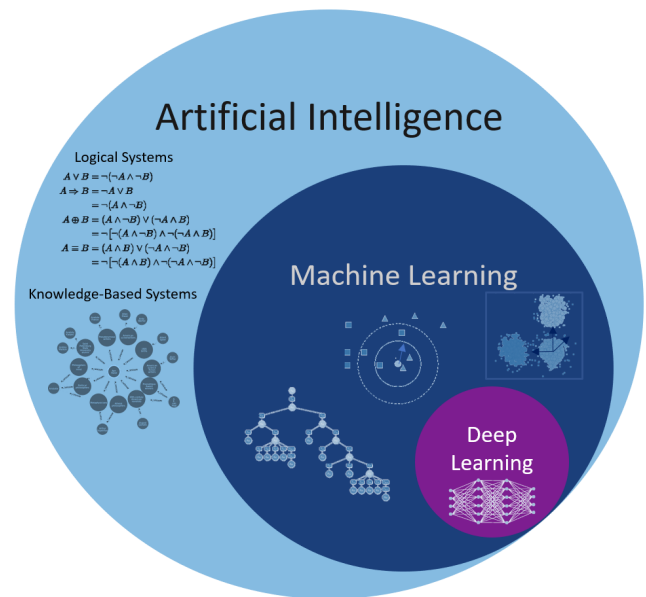 Artificial Intelligence
Logical Systems
A ∨ B = ¬(¬A ∧ ¬B)
A ⇒ B = ¬A ∨ B
= ¬(A ∧ ¬B)
A ⊕ B = (A ∧ ¬B) ∨ (¬A ∧ B)
= ¬[¬(A ∧ ¬B) ∧ ¬(¬A ∧ B)]
A ≡ B = (A ∧ B) ∨ (¬A ∧ ¬B)
= ¬[¬(A ∧ B) ∧ ¬(¬A ∧ ¬B)]
Knowledge-Based Systems
Machine Learning
Deep
Learning